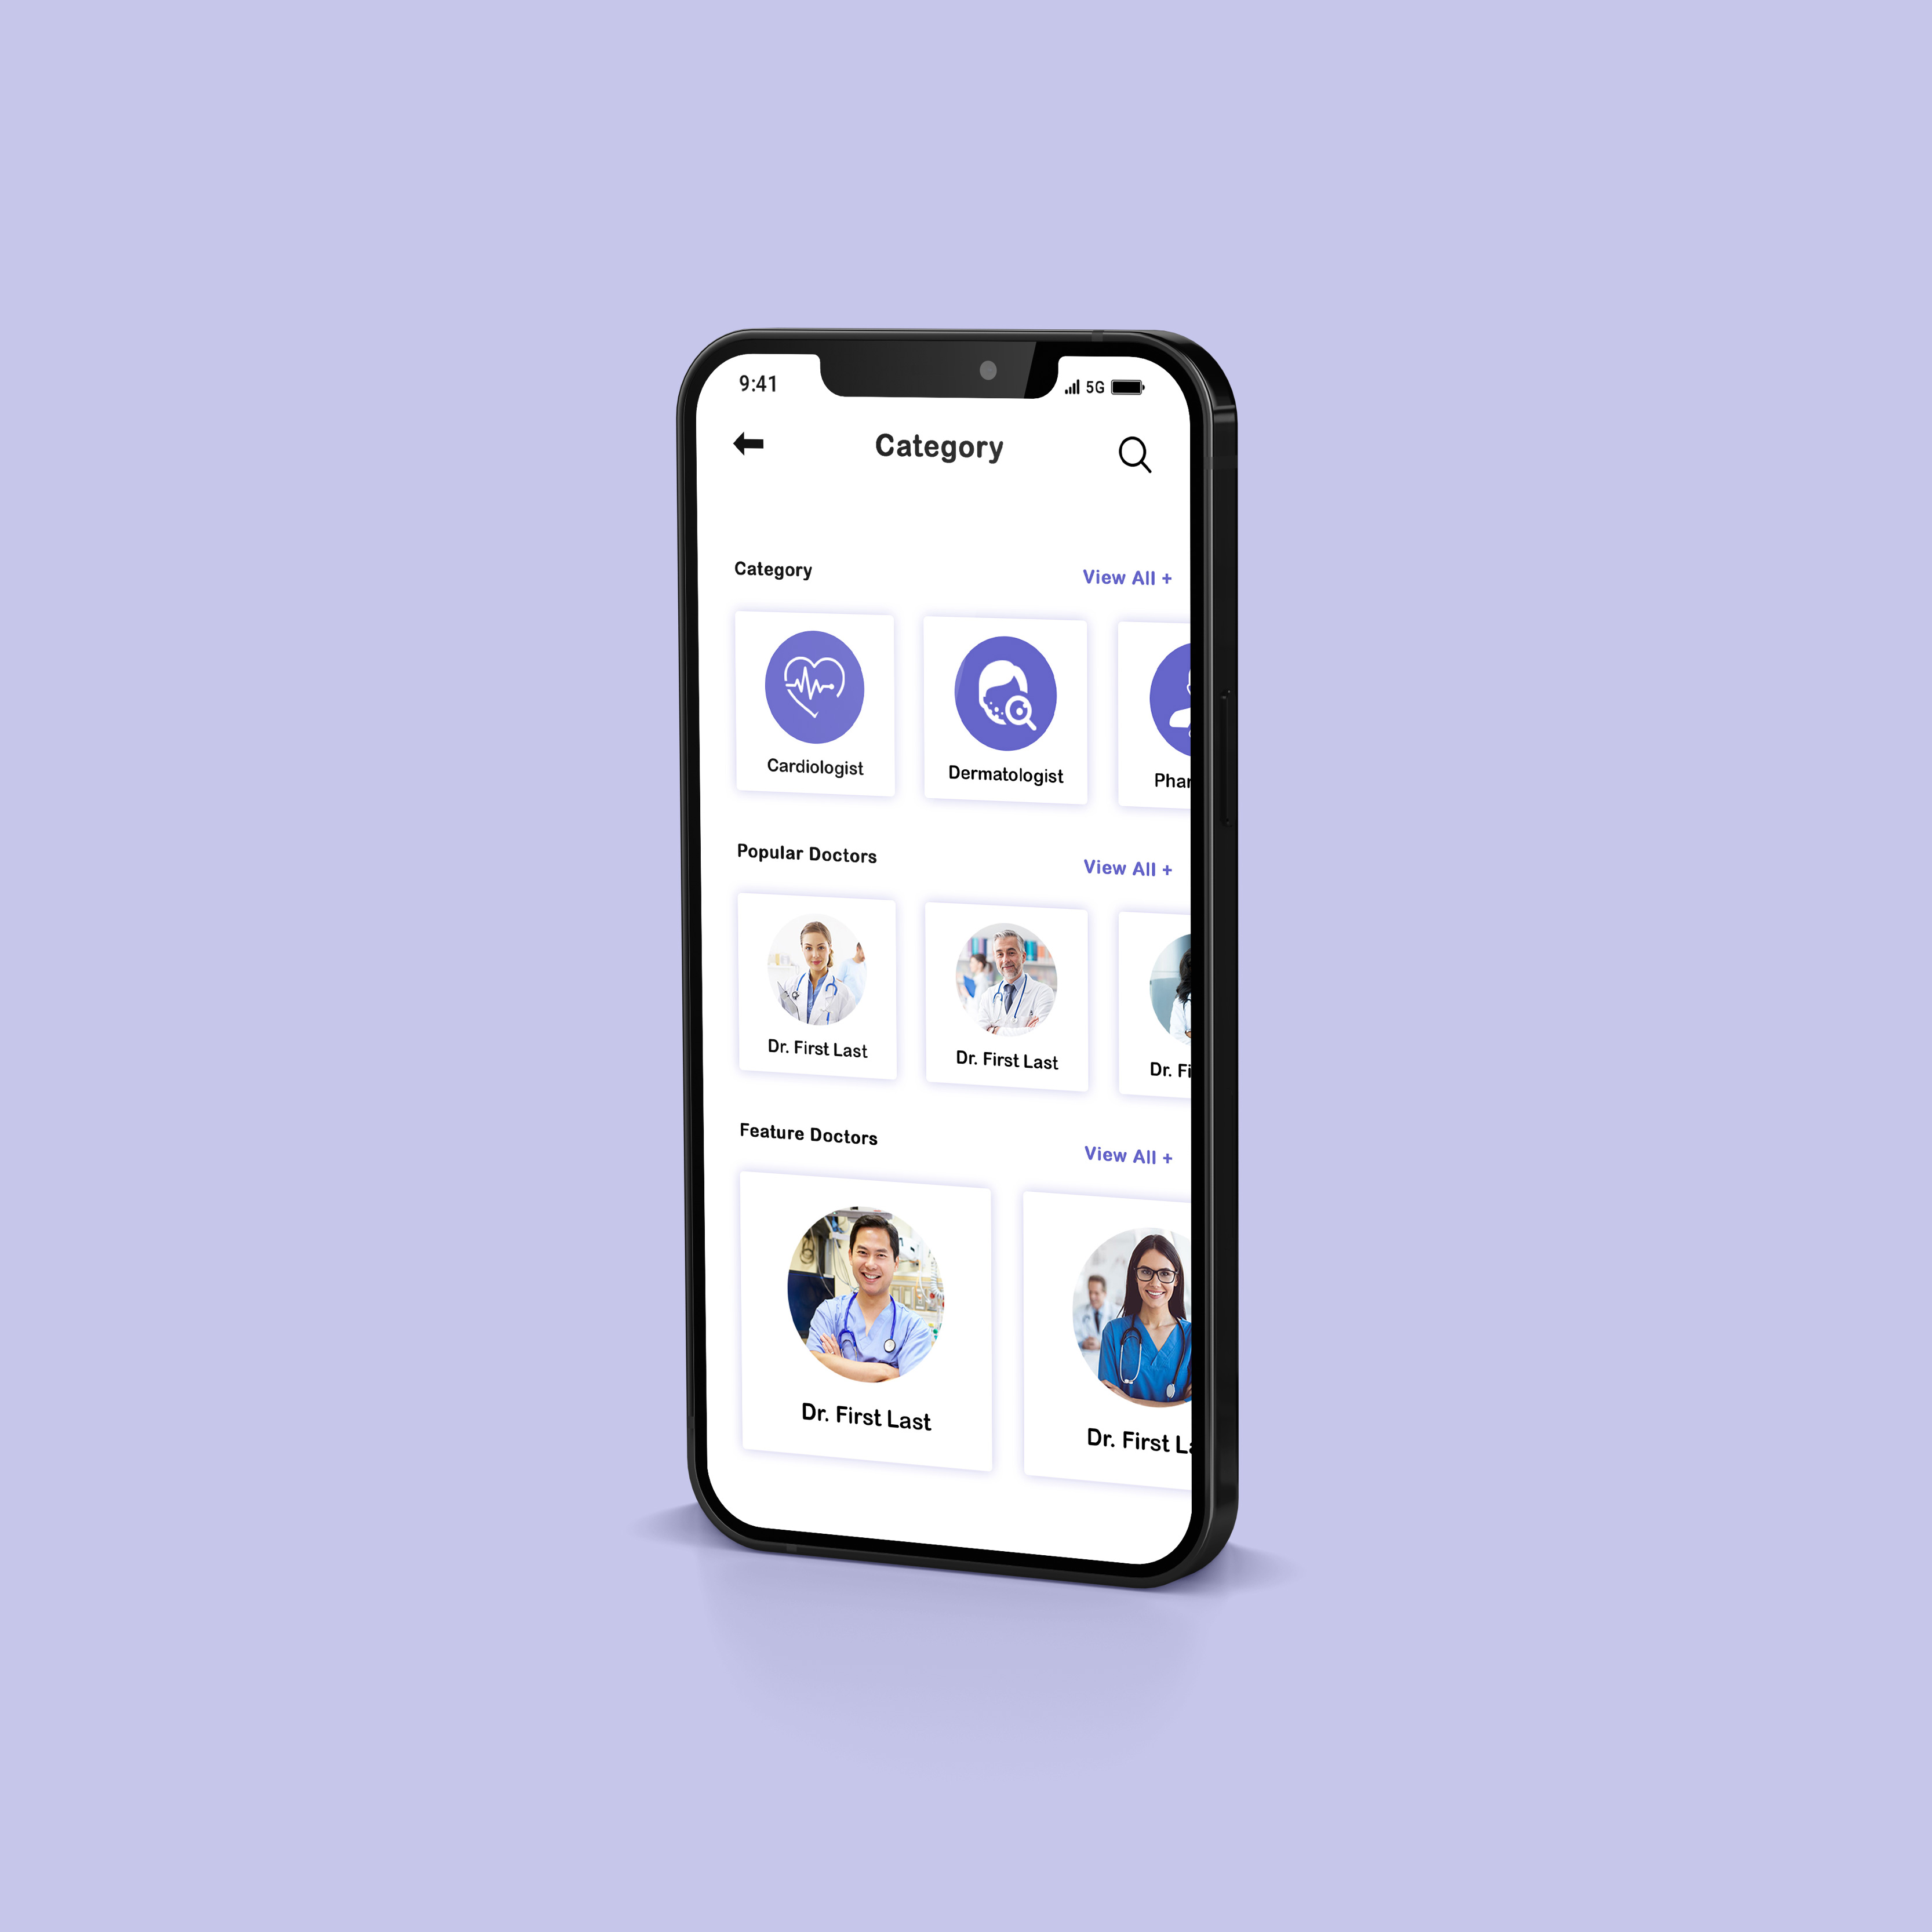 9:41
5G
Category
Category
View All +
Cardiologist
Dermatologist
Phar
Popular Doctors
View All +
Dr. First Last
Dr. First Last
Dr. Fi
Feature Doctors
View All +
Dr. First Last
Dr. First La